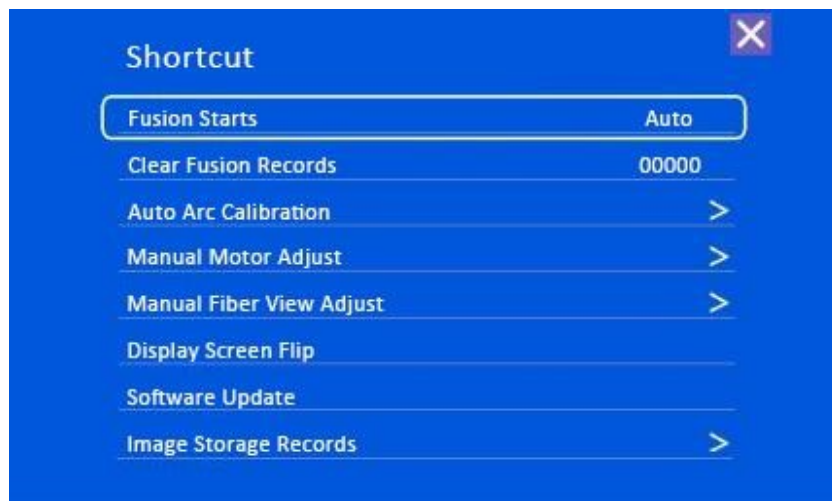 Shortcut
Fusion Starts Auto
Clear Fusion Records 00000
Auto Arc Calibration >
Manual Motor Adjust >
Manual Fiber View Adjust >
Display Screen Flip
Software Update
Image Storage Records >